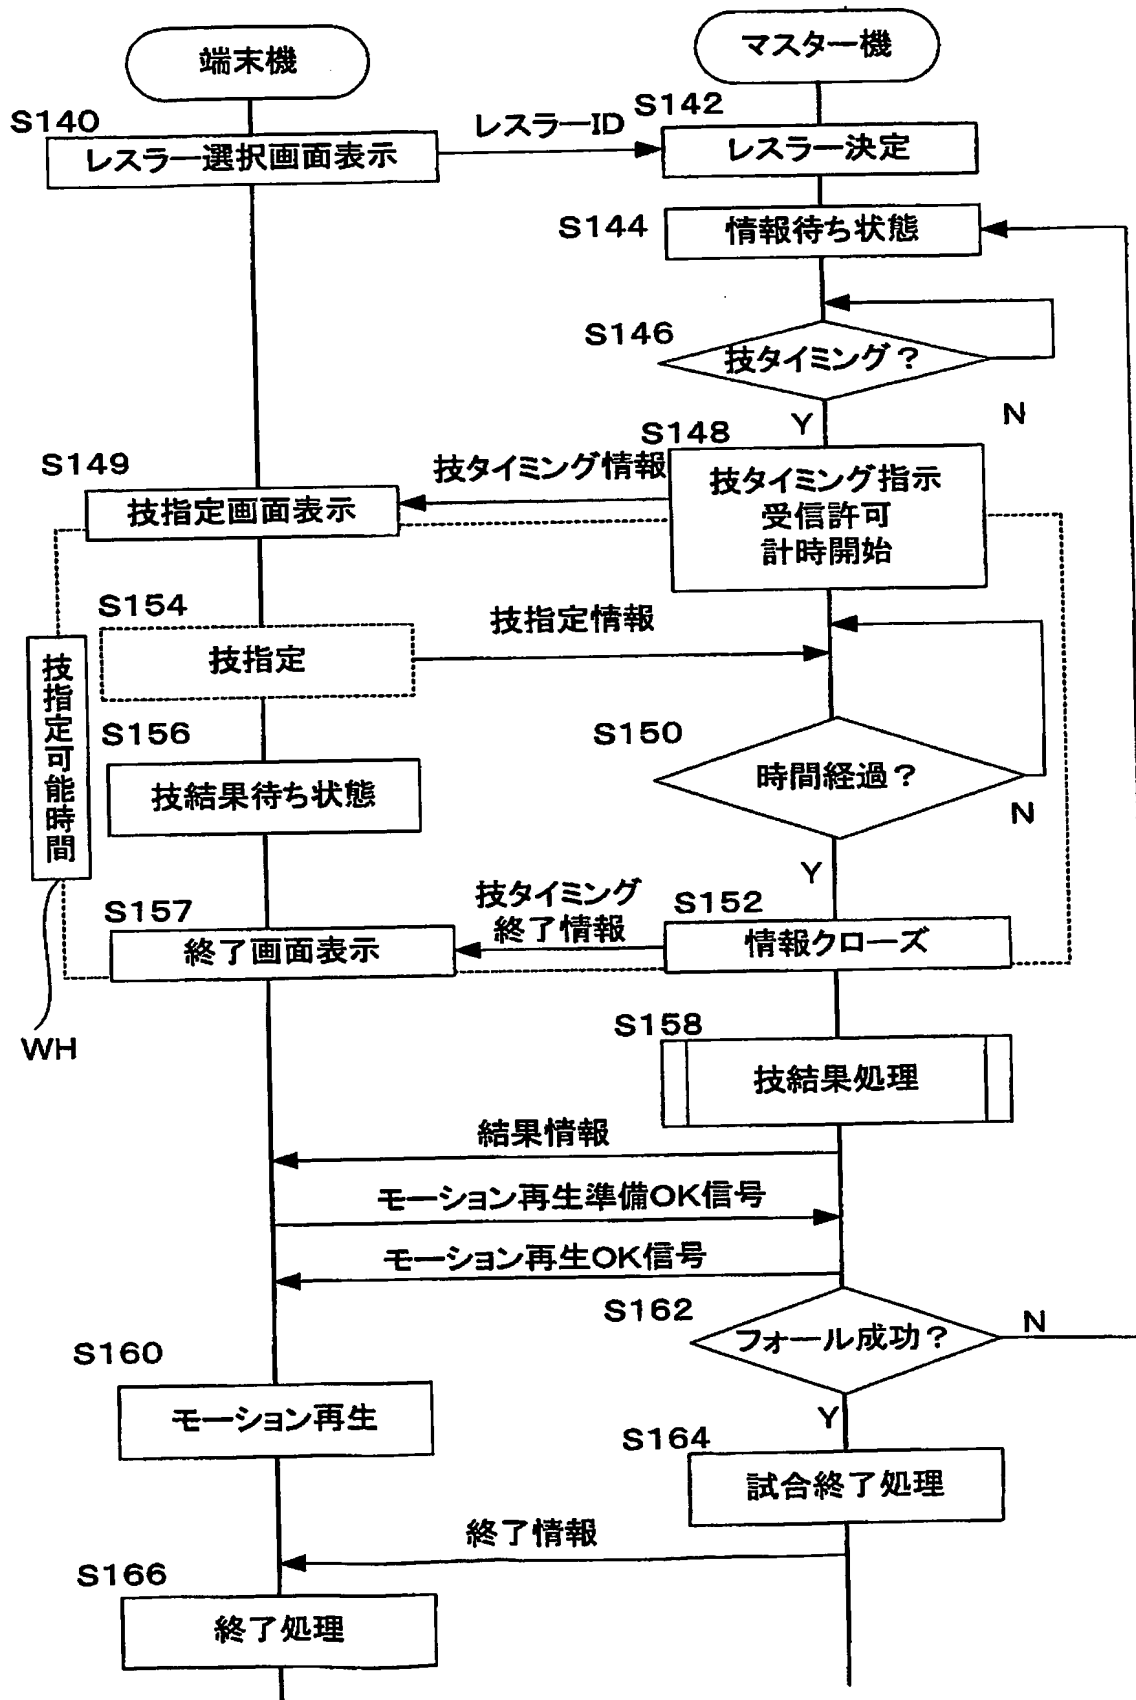 端末機
マスター機
S140
レスラー選択画面表示
レスラーID
S142
レスラー決定
S144
情報待ち状態
S146
技タイミング?
Y
N
S148
技タイミング指示
受信許可
計時開始
技タイミング情報
S149
技指定画面表示
S154
技指定
技指定情報
技指定可能時間
WH
S156
技結果待ち状態
S150
時間経過?
N
Y
S152
情報クローズ
技タイミング
終了情報
S157
終了画面表示
S158
技結果処理
結果情報
モーション再生準備OK信号
モーション再生OK信号
S162
フォール成功?
N
Y
S160
モーション再生
S164
試合終了処理
終了情報
S166
終了処理